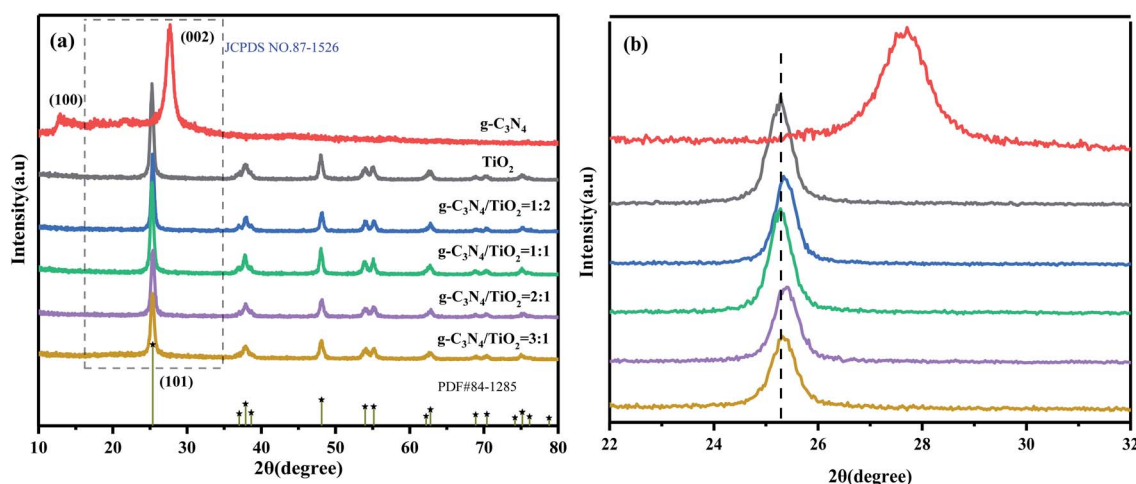 (a)
(002)
JCPDS NO.87-1526
(100)
g-C₃N₄
TiO₂
g-C₃N₄/TiO₂=1:2
g-C₃N₄/TiO₂=1:1
g-C₃N₄/TiO₂=2:1
g-C₃N₄/TiO₂=3:1
(101)
PDF#84-1285
Intensity(a.u)
10 20 30 40 50 60 70 80
2θ(degree)
(b)
Intensity(a.u)
22 24 26 28 30 32
2θ(degree)